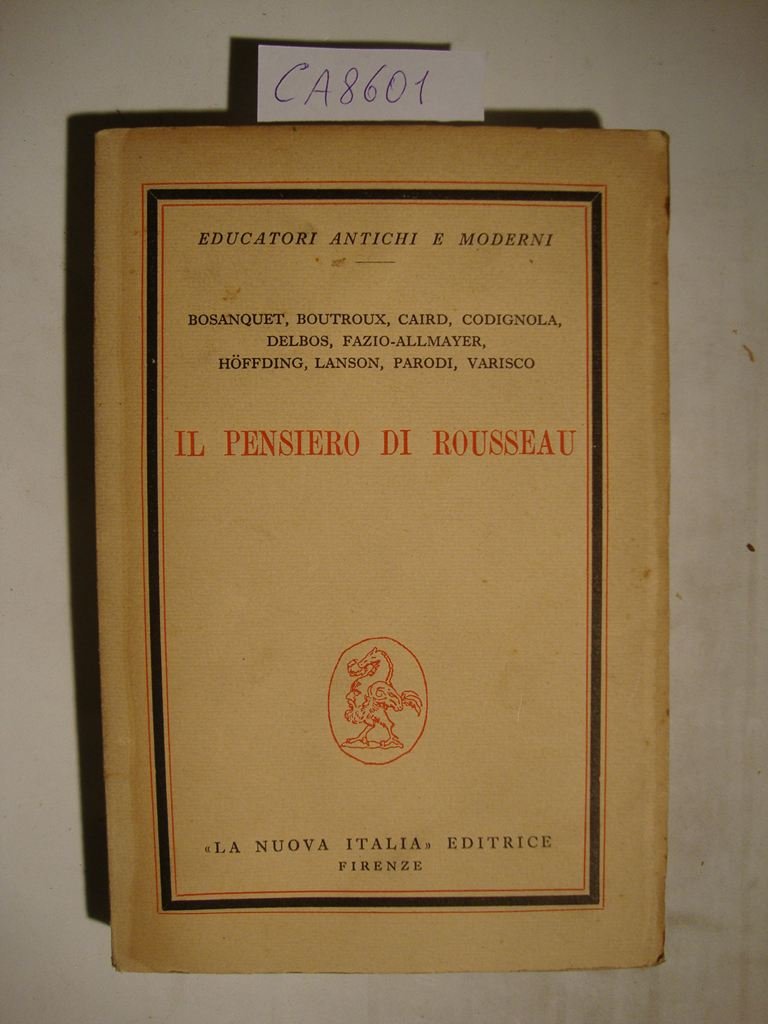 CA8601
EDUCATORI ANTICHI E MODERNI
BOSANQUET, BOUTROUX, CAIRD, CODIGNOLA,
DELBOS, FAZIO-ALLMAYER,
HÖFFDING, LANSON, PARODI, VARISCO
IL PENSIERO DI ROUSSEAU
«LA NUOVA ITALIA» EDITRICE
FIRENZE